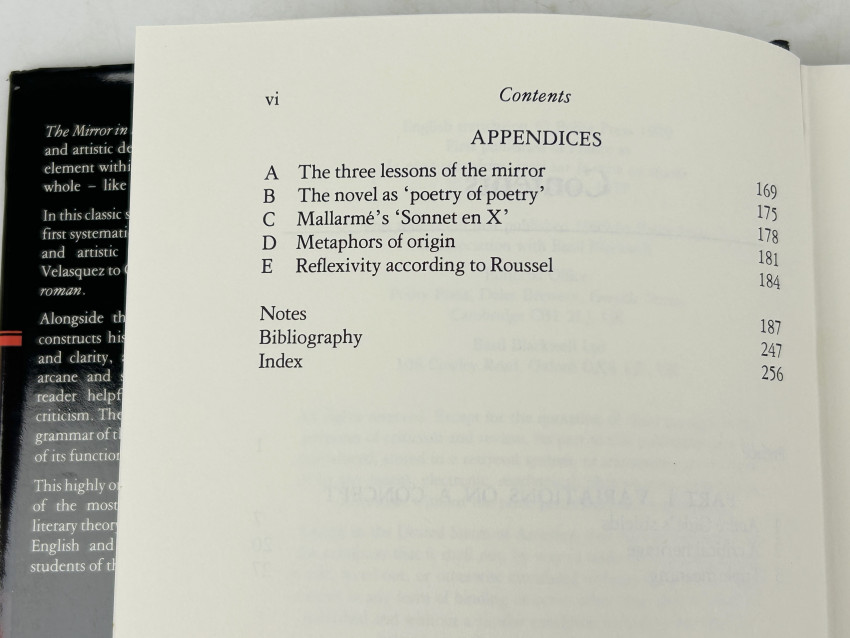 The Mirror in
and artistic de
element withi
whole – like
In this classic s
first systemati
and artistic
Velasquez to
roman.
Alongside th
constructs his
and clarity,
arcane and s
reader helpf
criticism. The
grammar of t
of its function
This highly o
of the most
literary theory
English and
students of th
vi Contents
APPENDICES
A The three lessons of the mirror 169
B The novel as ‘poetry of poetry’ 175
C Mallarmé’s ‘Sonnet en X’ 178
D Metaphors of origin 181
E Reflexivity according to Roussel 184
Notes 187
Bibliography 247
Index 256